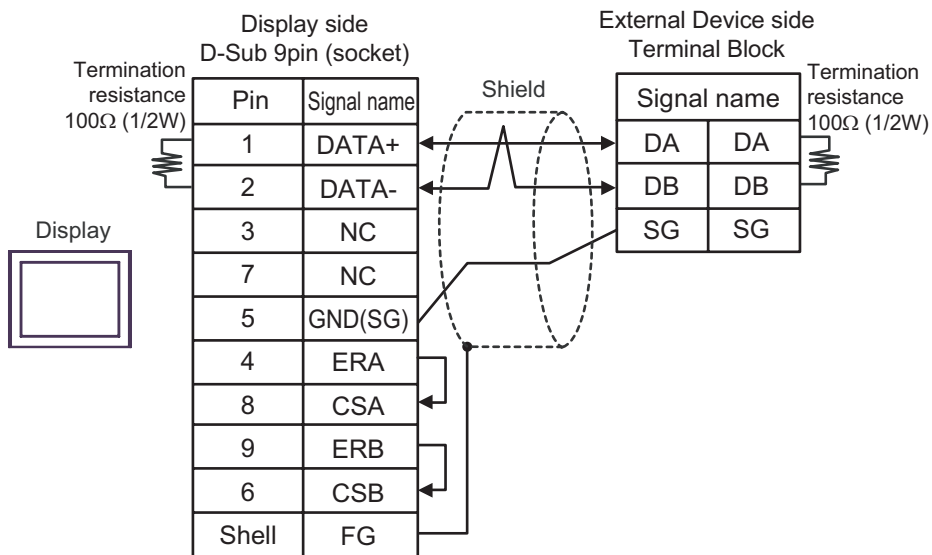 Display side
D-Sub 9pin (socket)
External Device side
Terminal Block
Termination
resistance
100Ω (1/2W)
Shield
Termination
resistance
100Ω (1/2W)
Pin Signal name
1 DATA+
2 DATA-
3 NC
7 NC
5 GND(SG)
4 ERA
8 CSA
9 ERB
6 CSB
Shell FG
Signal name
DA DA
DB DB
SG SG
Display